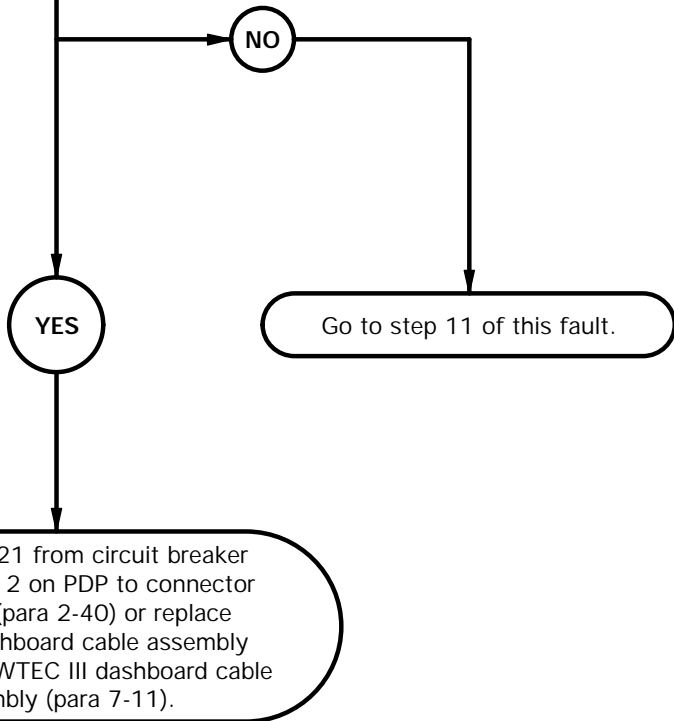 NO
YES
Go to step 11 of this fault.
21 from circuit breaker
2 on PDP to connector
(para 2-40) or replace
hboard cable assembly
WTEC III dashboard cable
mbly (para 7-11).